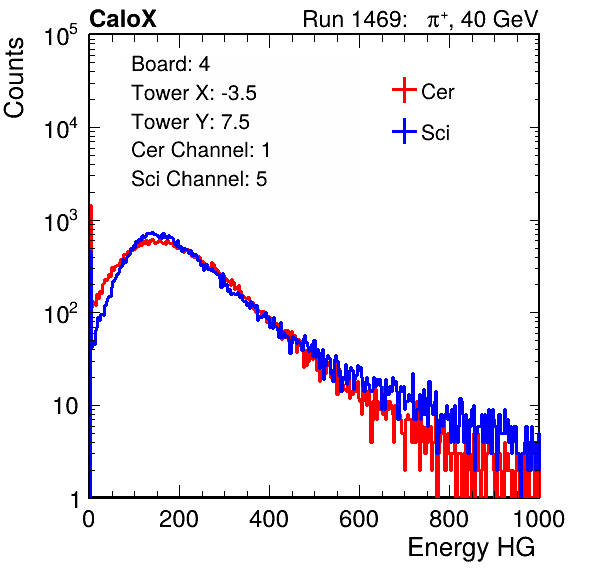 CaloX Run 1469: π⁺, 40 GeV
Counts
10⁵
10⁴
10³
10²
10
1
Board: 4
Tower X: -3.5
Tower Y: 7.5
Cer Channel: 1
Sci Channel: 5
Cer
Sci
0 200 400 600 800 1000
Energy HG